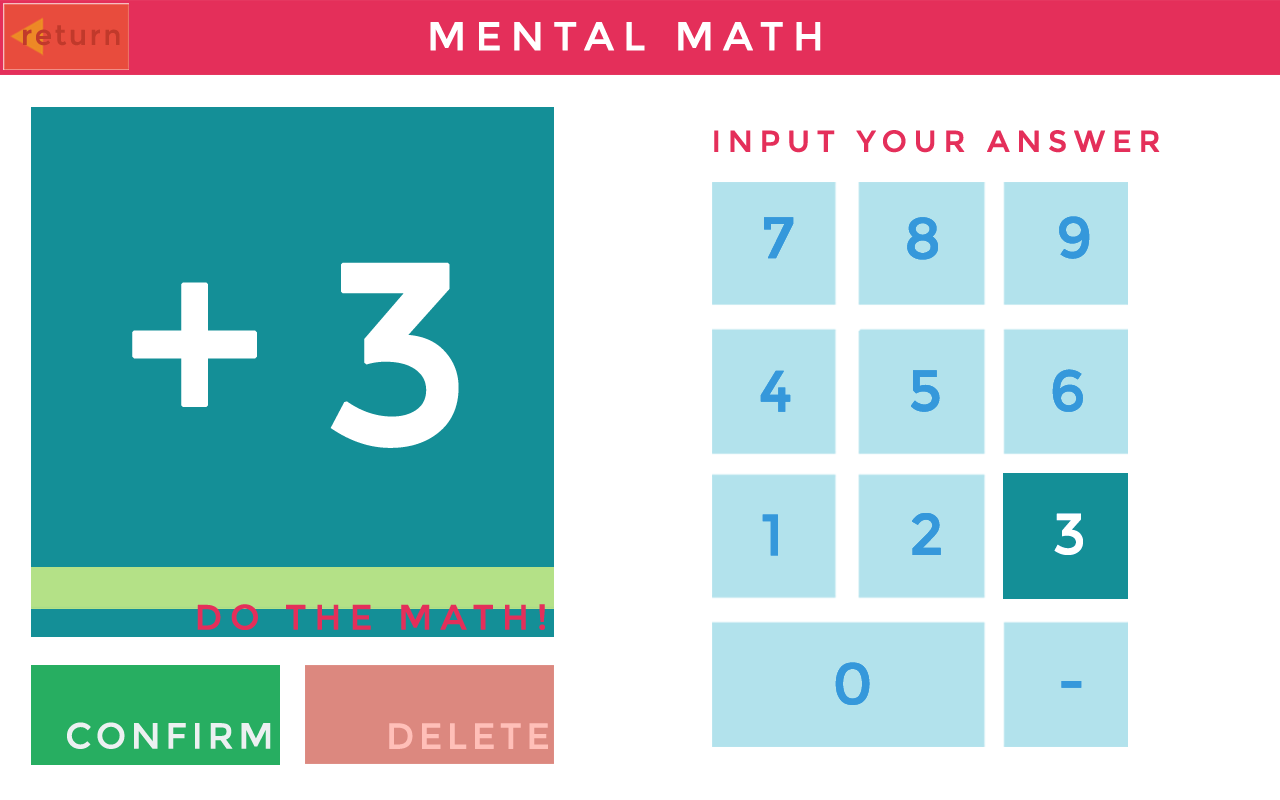 return
MENTAL MATH
+ 3
DO THE MATH!
CONFIRM
DELETE
INPUT YOUR ANSWER
7 8 9
4 5 6
1 2 3
0 -